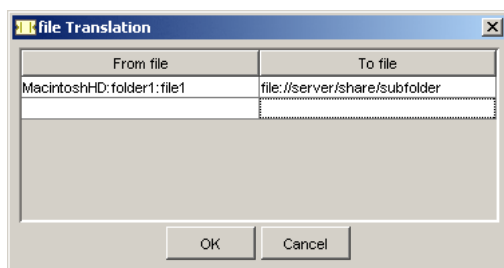 file Translation
From file To file
MacintoshHD:folder1:file1 file://server/share/subfolder
OK Cancel